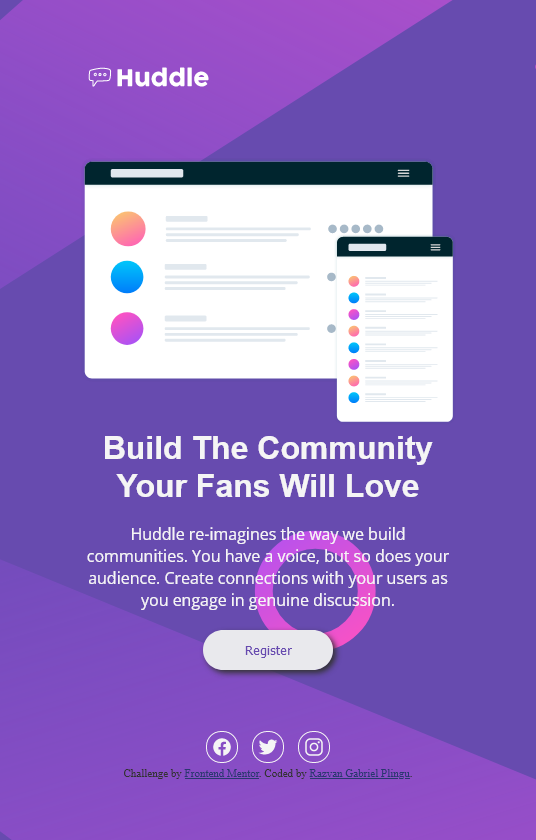 Huddle
Build The Community
Your Fans Will Love
Huddle re-imagines the way we build
communities. You have a voice, but so does your
audience. Create connections with your users as
you engage in genuine discussion.
Register
Challenge by Frontend Mentor. Coded by Razvan Gabriel Plingu.